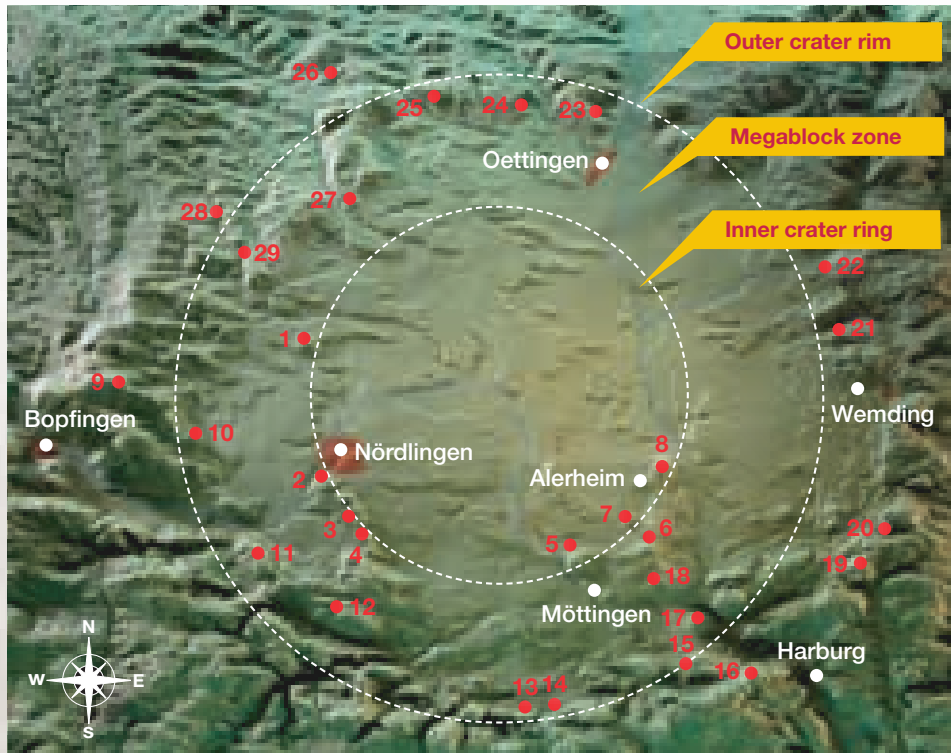 Outer crater rim
Megablock zone
Inner crater ring
26
25
24
23
Oettingen
27
28
29
22
21
1
9
Bopfingen
10
Wemding
Nördlingen
8
Alerheim
2
3
4
7
6
5
20
19
11
18
Möttingen
12
17
15
16
Harburg
13
14
N
W
E
S